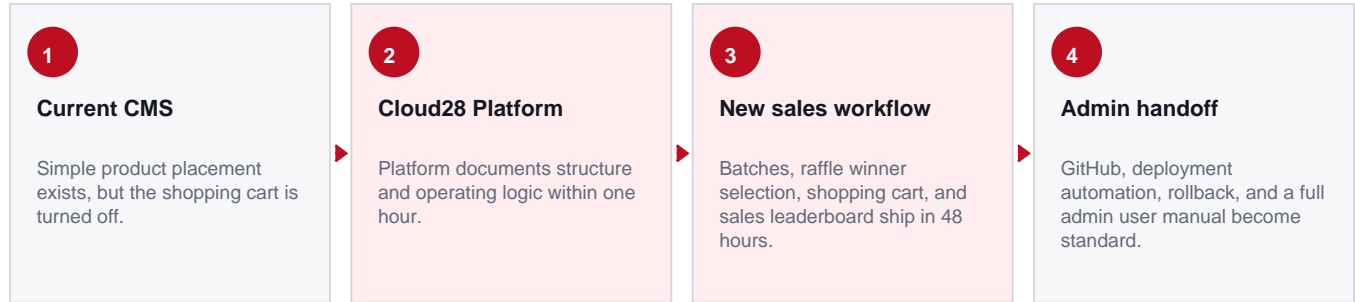 1
Current CMS
Simple product placement
exists, but the shopping cart is
turned off.
2
Cloud28 Platform
Platform documents structure
and operating logic within one
hour.
3
New sales workflow
Batches, raffle winner
selection, shopping cart, and
sales leaderboard ship in 48
hours.
4
Admin handoff
GitHub, deployment
automation, rollback, and a full
admin user manual become
standard.